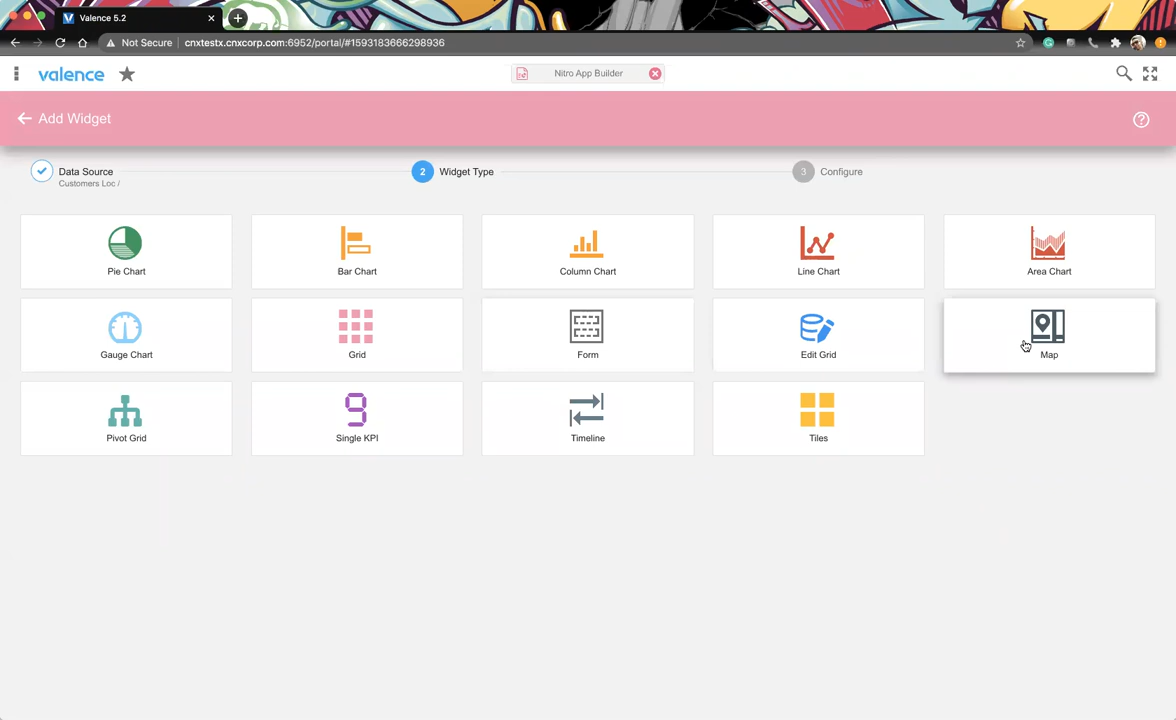 Valence 5.2
Not Secure cnxtestx.cnxcorp.com:6952/portal/#1593183666298936
valence
Nitro App Builder
Add Widget
Data Source
Customers Loc /
2 Widget Type
3 Configure
Pie Chart
Bar Chart
Column Chart
Line Chart
Area Chart
Gauge Chart
Grid
Form
Edit Grid
Map
Pivot Grid
9
Single KPI
Timeline
Tiles